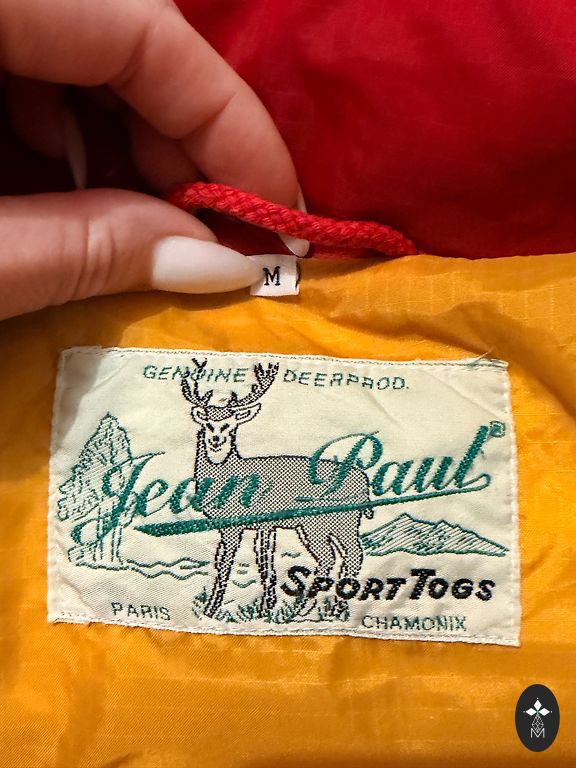 M
GENUINE DEERPROD.
Jean Paul®
SPORT TOGS
PARIS CHAMONIX
M